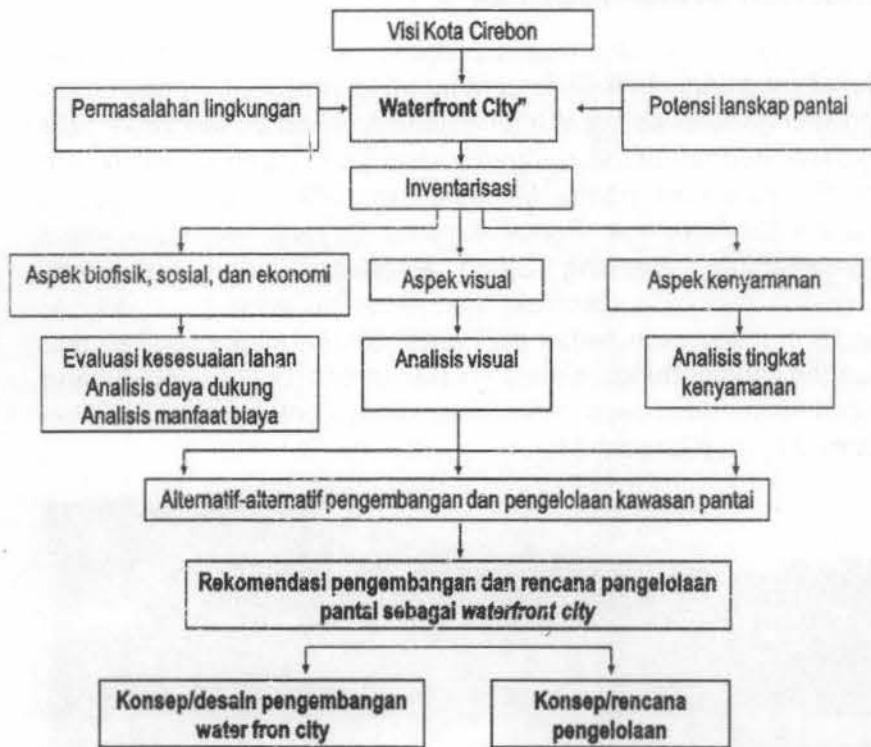 Visi Kota Cirebon
Permasalahan lingkungan
Waterfront City"
Potensi lanskap pantai
Inventarisasi
Aspek biofisik, sosial, dan ekonomi
Aspek visual
Aspek kenyamanan
Evaluasi kesesuaian lahan
Analisis daya dukung
Analisis manfaat biaya
Analisis visual
Analisis tingkat
kenyamanan
Alternatif-alternatif pengembangan dan pengelolaan kawasan pantai
Rekomendasi pengembangan dan rencana pengelolaan
pantai sebagai waterfront city
Konsep/desain pengembangan
water fron city
Konsep/rencana
pengelolaan